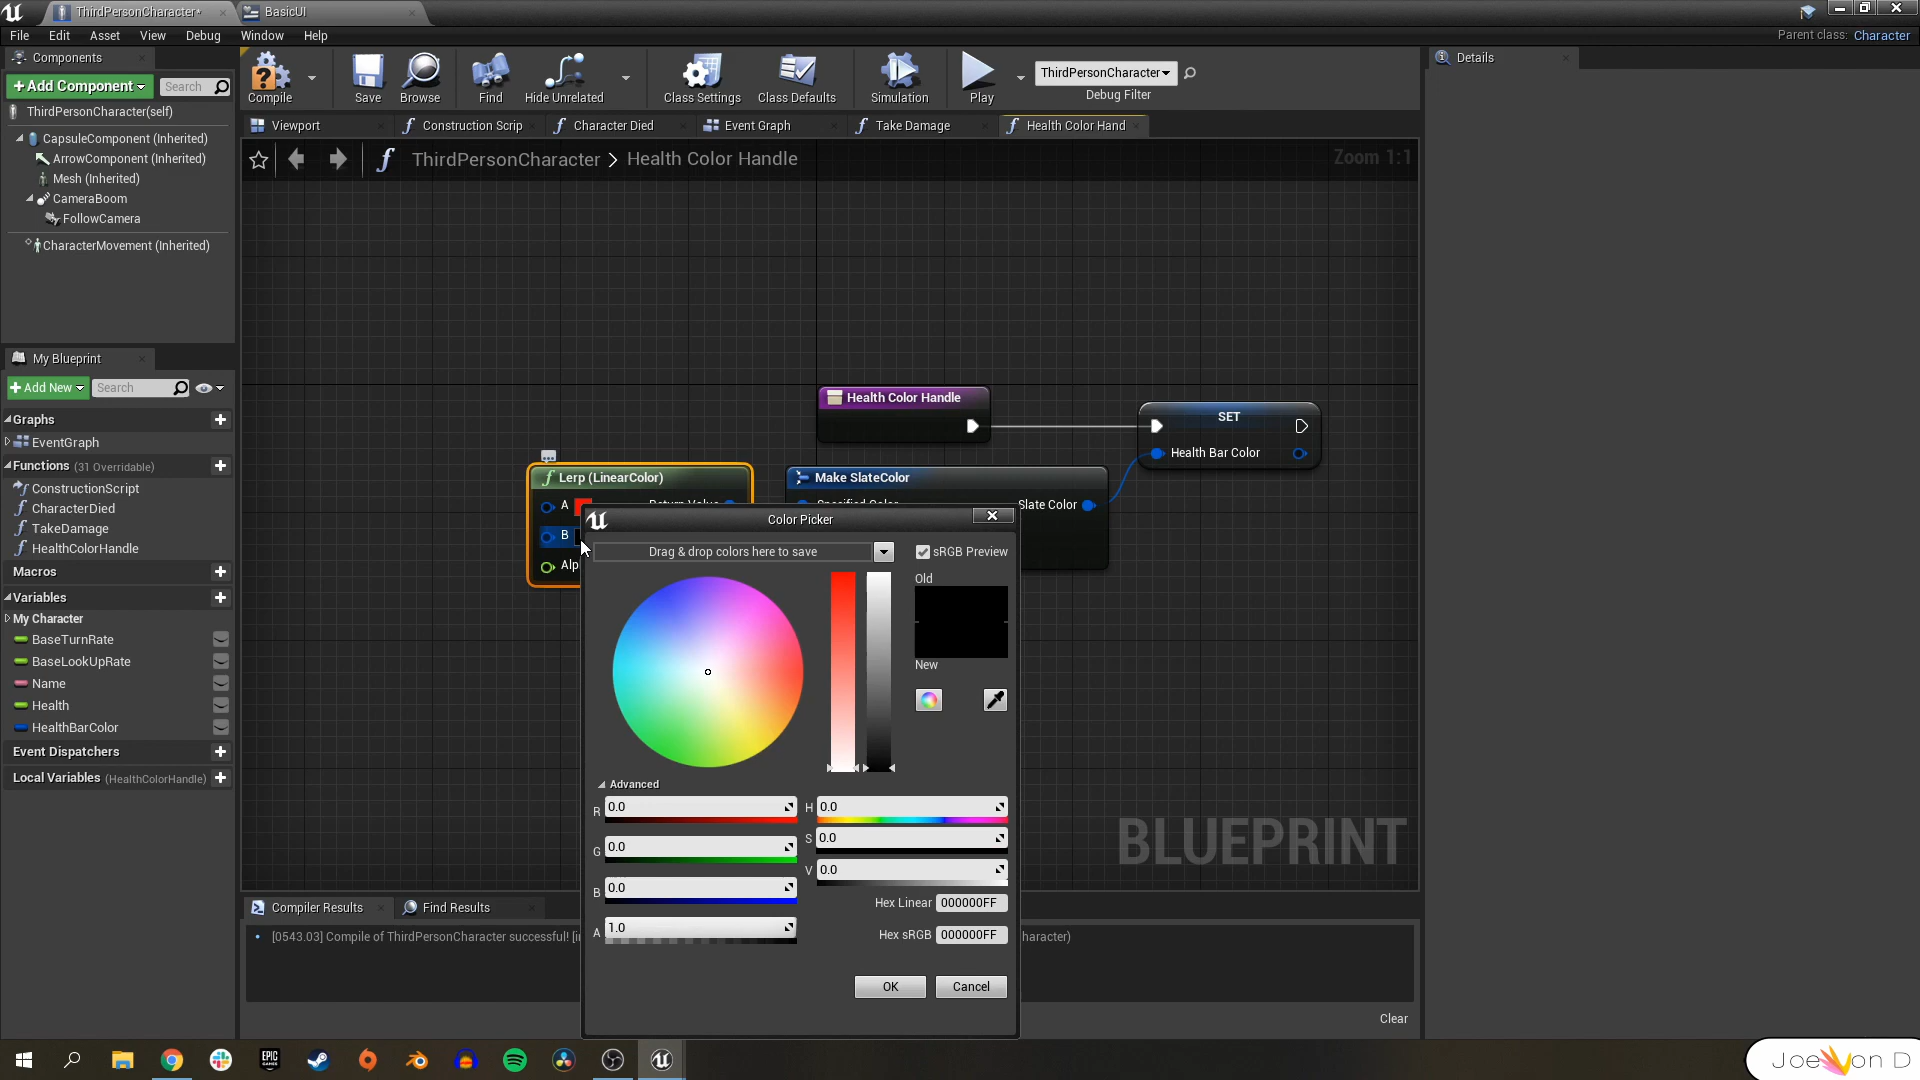 ThirdPersonCharacter*
BasicUI
File Edit Asset View Debug Window Help
Parent class: Character
Components
+Add Component
Search
ThirdPersonCharacter(self)
CapsuleComponent (Inherited)
ArrowComponent (Inherited)
Mesh (Inherited)
CameraBoom
FollowCamera
CharacterMovement (Inherited)
My Blueprint
+Add New
Search
Graphs
EventGraph
Functions (31 Overridable)
ConstructionScript
CharacterDied
TakeDamage
HealthColorHandle
Macros
Variables
My Character
BaseTurnRate
BaseLookUpRate
Name
Health
HealthBarColor
Event Dispatchers
Local Variables (HealthColorHandle)
Compile
Save
Browse
Find
Hide Unrelated
Class Settings
Class Defaults
Simulation
Play
ThirdPersonCharacter
Debug Filter
Viewport
Construction Scrip
Character Died
Event Graph
Take Damage
Health Color Hand
ThirdPersonCharacter > Health Color Handle
Zoom 1:1
Health Color Handle
SET
Health Bar Color
Lerp (LinearColor)
A
B
Alp
Make SlateColor
Slate Color
Color Picker
Drag & drop colors here to save
sRGB Preview
Old
New
Advanced
R 0.0
G 0.0
B 0.0
A 1.0
H 0.0
S 0.0
V 0.0
Hex Linear 000000FF
Hex sRGB 000000FF
OK
Cancel
BLUEPRINT
Compiler Results
Find Results
[0543.03] Compile of ThirdPersonCharacter successful! [i
haracter)
Clear
Details
EPIC GAMES
Joe Von D